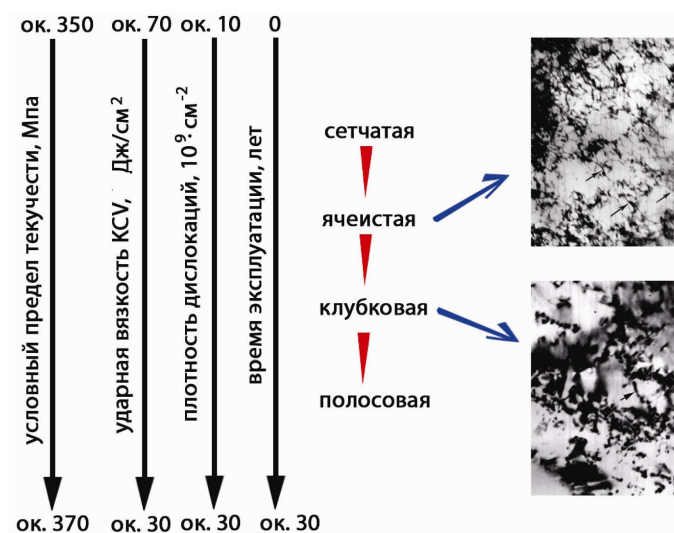 ок. 350 ок. 70 ок. 10 0
условный предел текучести, Мпа
ударная вязкость KCV, Дж/см²
плотность дислокаций, 10⁹·см⁻²
время эксплуатации, лет
сетчатая
ячеистая
клубковая
полосовая
ок. 370 ок. 30 ок. 30 ок. 30